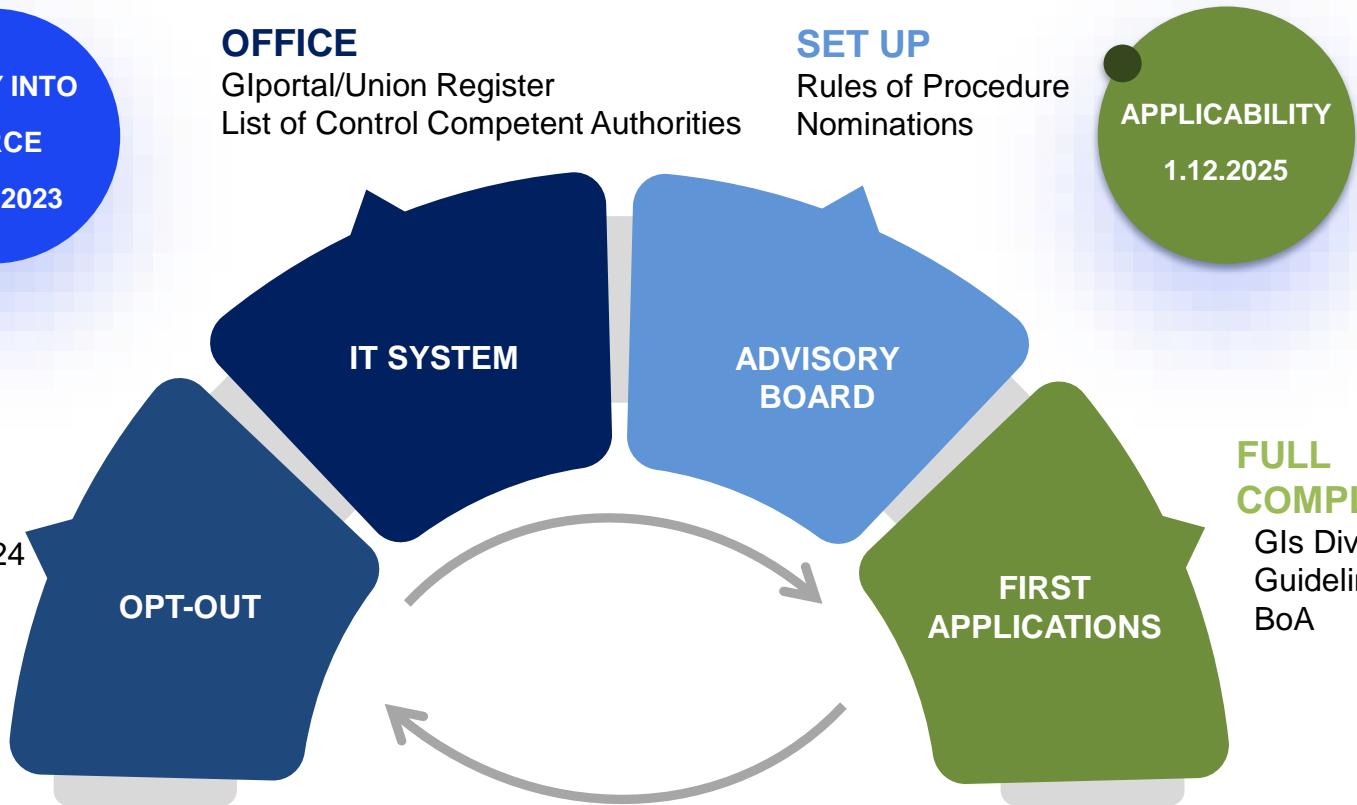 INTO
2023
OFFICE
GIportal/Union Register
List of Control Competent Authorities
SET UP
Rules of Procedure
Nominations
APPLICABILITY
1.12.2025
IT SYSTEM
ADVISORY
BOARD
24
OPT-OUT
FIRST
APPLICATIONS
FULL
GIs
BoA